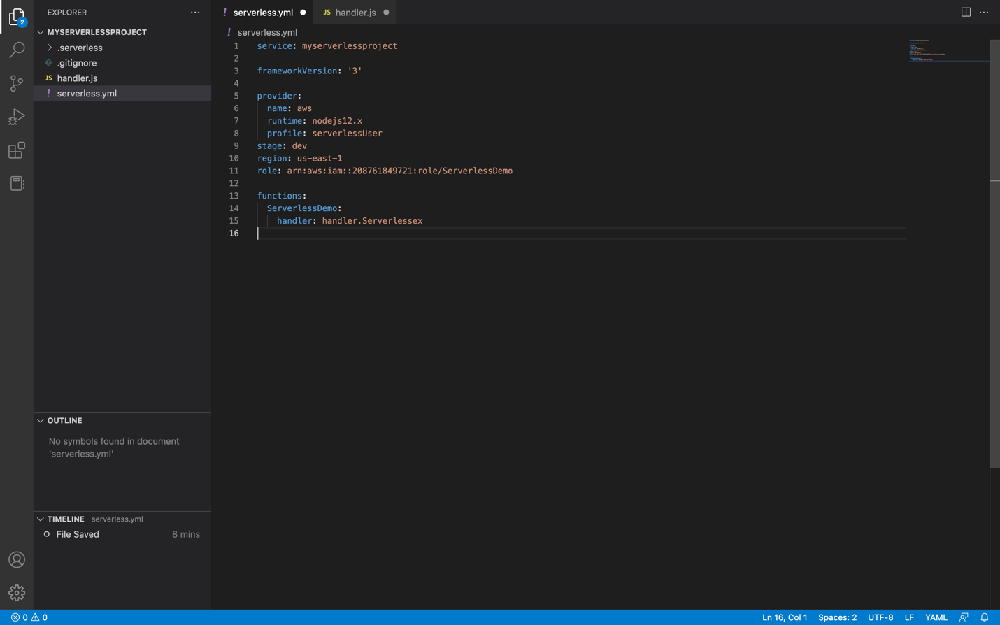 EXPLORER
MYSERVERLESSPROJECT
.serverless
.gitignore
JS handler.js
! serverless.yml
OUTLINE
No symbols found in document
'serverless.yml'
TIMELINE serverless.yml
File Saved 8 mins
2
! serverless.yml
JS handler.js
! serverless.yml
1 service: myserverlessproject
2
3 frameworkVersion: '3'
4
5 provider:
6 name: aws
7 runtime: nodejs12.x
8 profile: serverlessUser
9 stage: dev
10 region: us-east-1
11 role: arn:aws:iam::208761849721:role/ServerlessDemo
12
13 functions:
14 ServerlessDemo:
15 handler: handler.Serverlessex
16
0 0 Ln 16, Col 1 Spaces: 2 UTF-8 LF YAML